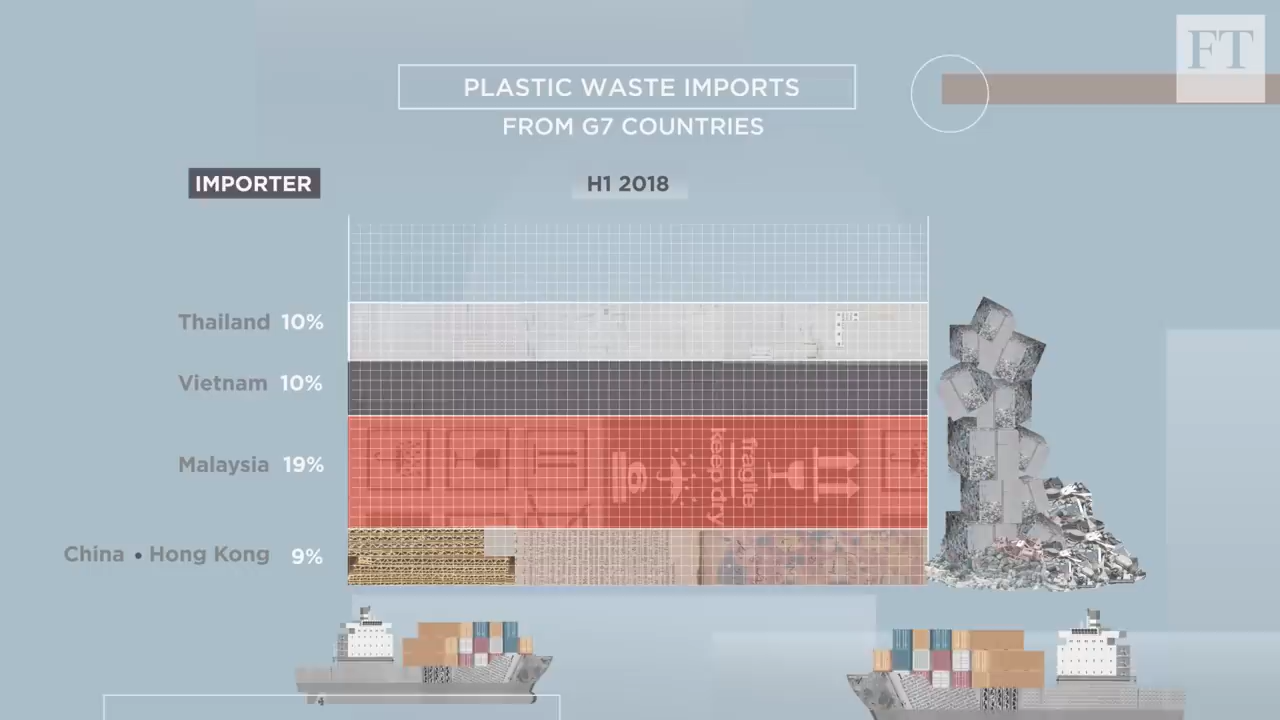 FT
PLASTIC WASTE IMPORTS
FROM G7 COUNTRIES
IMPORTER
H1 2018
Thailand 10%
Vietnam 10%
Malaysia 19%
keep dry
fragile
China • Hong Kong 9%